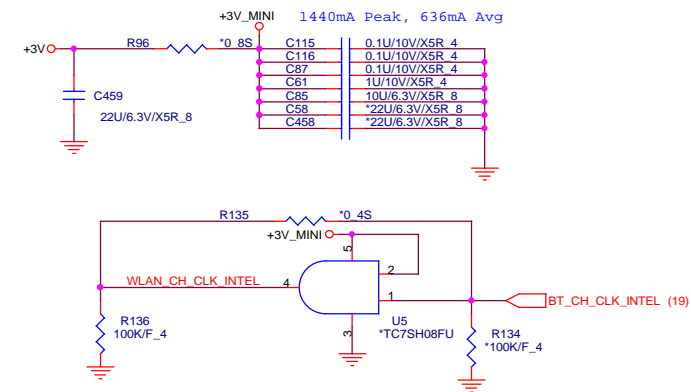 +3V_MINI 1440mA Peak, 636mA Avg
+3V R96 *0_8S
C115 0.1U/10V/X5R_4
C116 0.1U/10V/X5R_4
C87 0.1U/10V/X5R_4
C61 1U/10V/X5R_4
C85 10U/6.3V/X5R_8
C58 *22U/6.3V/X5R_8
C458 *22U/6.3V/X5R_8
C459
22U/6.3V/X5R_8
R135 *0_4S
+3V_MINI
5
2
WLAN_CH_CLK_INTEL 4
1 BT_CH_CLK_INTEL (19)
3
U5
*TC7SH08FU
R136
100K/F_4
R134
*100K/F_4